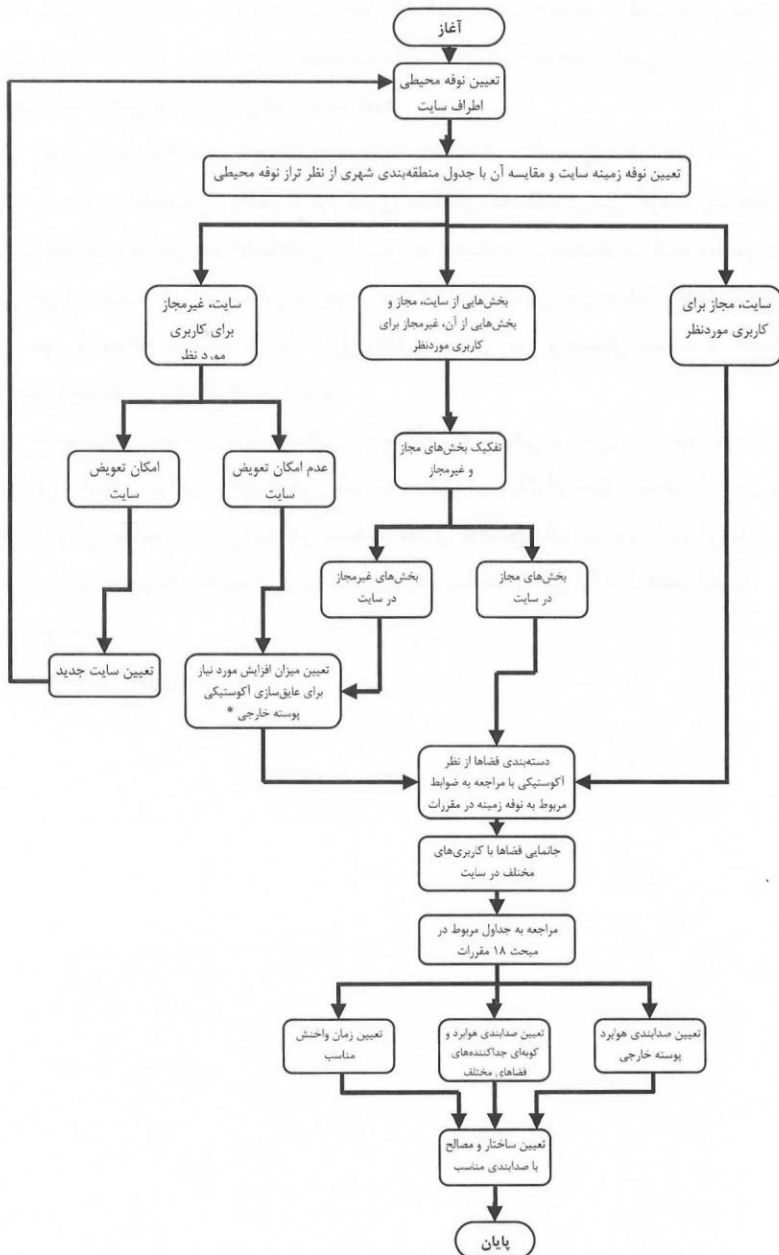 آغاز
تعیین نوفه محیطی
اطراف سایت
تعیین نوفه زمینه سایت و مقایسه آن با جدول منطقه‌بندی شهری از نظر تراز نوفه محیطی
سایت، مجاز برای
کاربری موردنظر
بخش‌هایی از سایت، مجاز و
بخش‌هایی از آن، غیرمجاز برای
کاربری موردنظر
سایت، غیرمجاز
برای کاربری
مورد نظر
تفکیک بخش‌های مجاز
و غیرمجاز
عدم امکان تعویض
سایت
امکان تعویض
سایت
بخش‌های مجاز
در سایت
بخش‌های غیرمجاز
در سایت
تعیین میزان افزایش مورد نیاز
برای عایق‌سازی آکوستیکی
پوسته خارجی *
تعیین سایت جدید
دسته‌بندی فضاها از نظر
آکوستیکی با مراجعه به ضوابط
مربوط به نوفه زمینه در مقررات
جانمایی فضاها با کاربری‌های
مختلف در سایت
مراجعه به جداول مربوط در
مبحث ۱۸ مقررات
تعیین صدابندی هوابرد
پوسته خارجی
تعیین صدابندی هوابرد و
کوبه‌ای جداکننده‌های
فضاهای مختلف
تعیین زمان واخنش
مناسب
تعیین ساختار و مصالح
با صدابندی مناسب
پایان